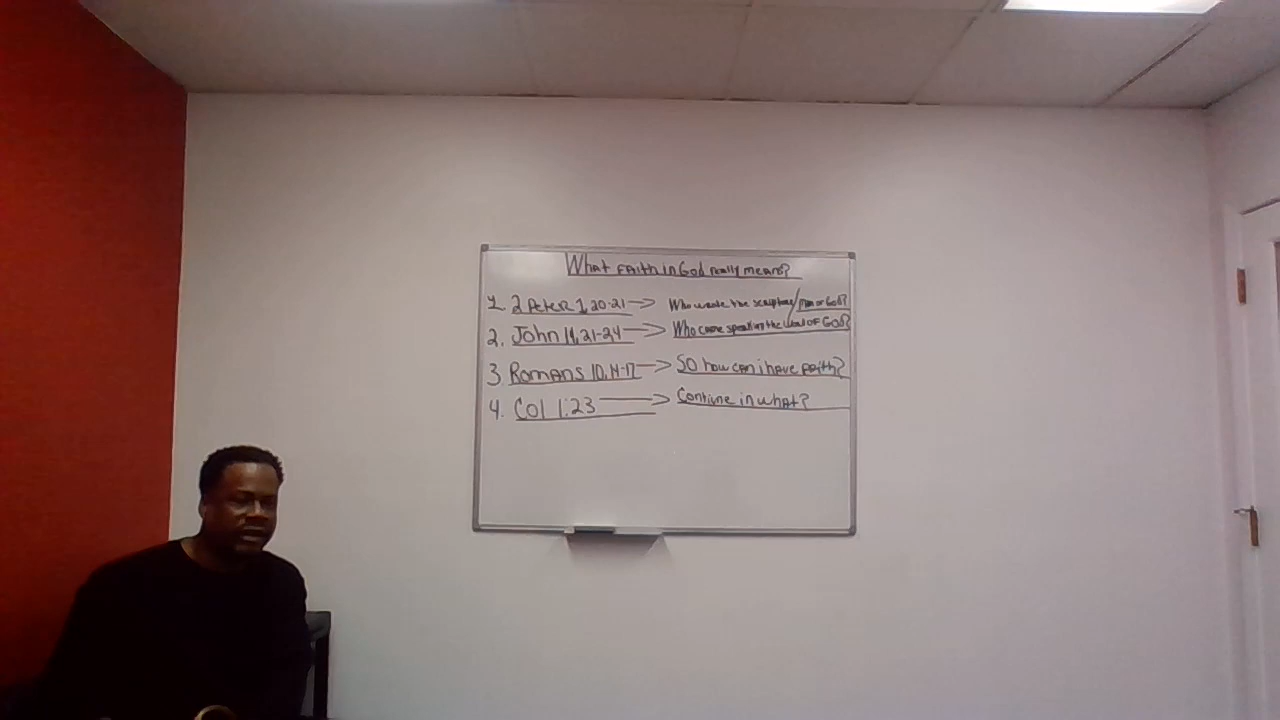 What Faith in God really means?
1. 2 Peter 1,20-21 → Who wrote the scripture/man or God?
2. John 14,21-24 → Who came speaking the word of God?
3 Romans 10,14-17 → So how can i have faith?
4. Col 1:23 → Continue in what?